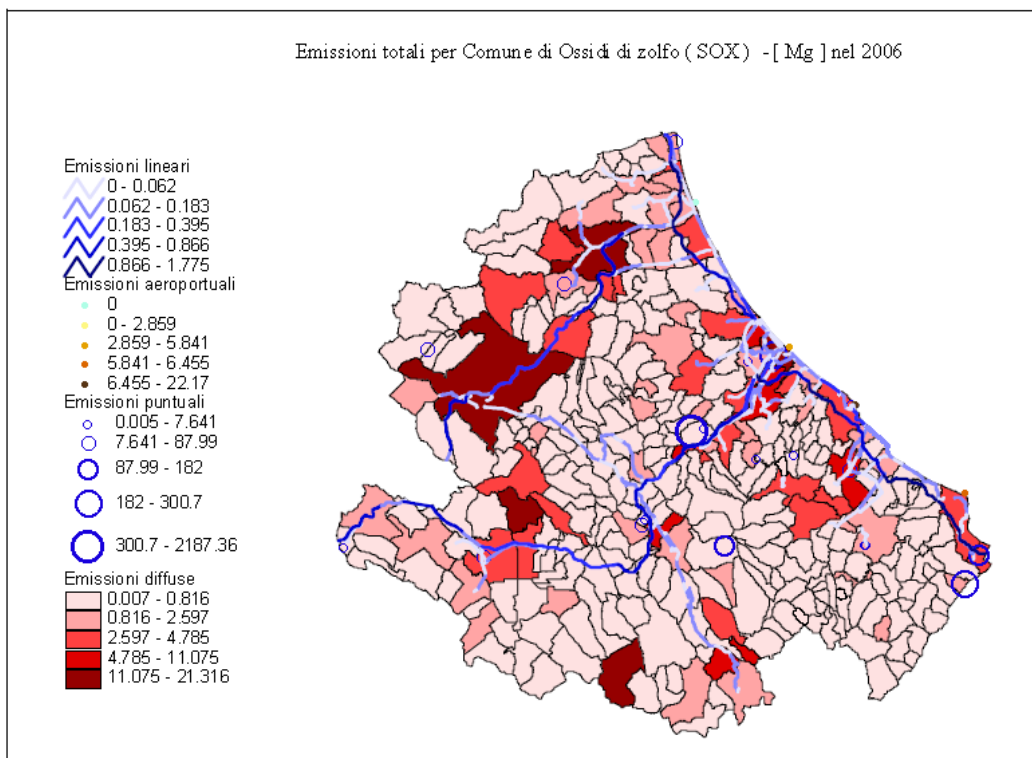 Emissioni totali per Comune di Ossidi di zolfo ( SOX ) - [ Mg ] nel 2006
Emissioni lineari
0 - 0.062
0.062 - 0.183
0.183 - 0.395
0.395 - 0.866
0.866 - 1.775
Emissioni aeroportuali
0
0 - 2.859
2.859 - 5.841
5.841 - 6.455
6.455 - 22.17
Emissioni puntuali
0.005 - 7.641
7.641 - 87.99
87.99 - 182
182 - 300.7
300.7 - 2187.36
Emissioni diffuse
0.007 - 0.816
0.816 - 2.597
2.597 - 4.785
4.785 - 11.075
11.075 - 21.316